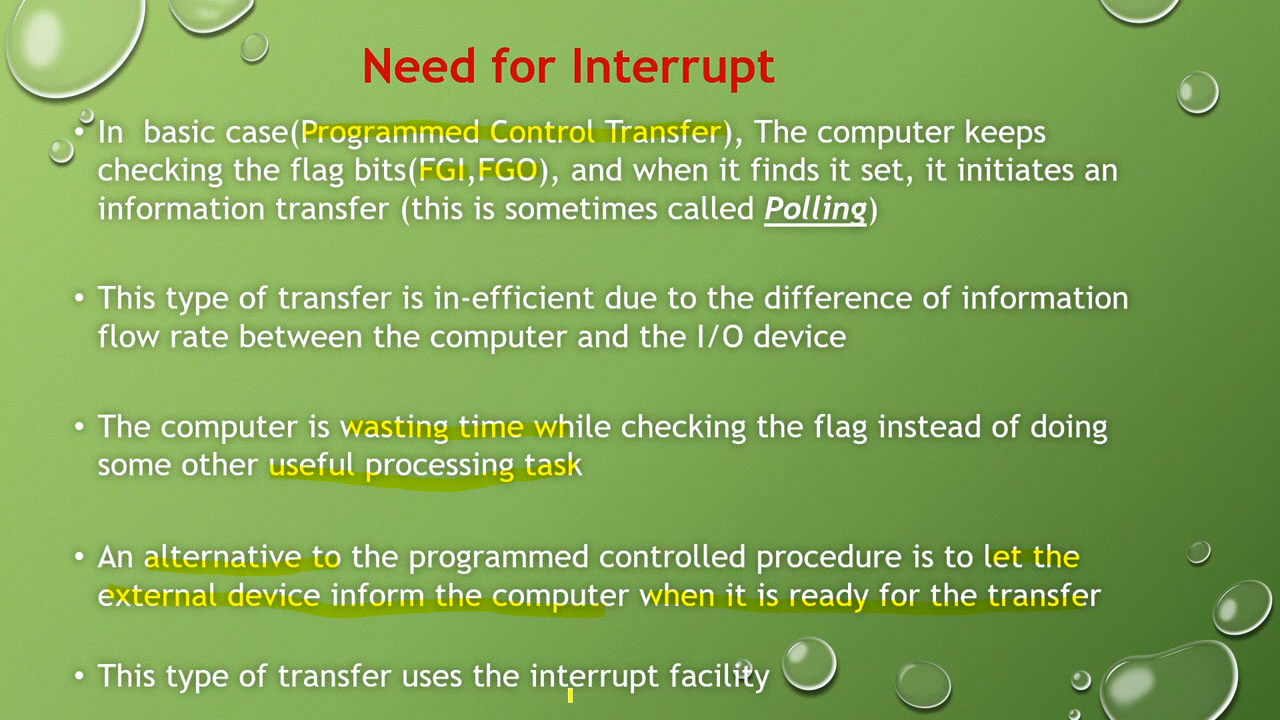 Need for Interrupt
• In basic case(Programmed Control Transfer), The computer keeps
checking the flag bits(FGI,FGO), and when it finds it set, it initiates an
information transfer (this is sometimes called Polling)
• This type of transfer is in-efficient due to the difference of information
flow rate between the computer and the I/O device
• The computer is wasting time while checking the flag instead of doing
some other useful processing task
• An alternative to the programmed controlled procedure is to let the
external device inform the computer when it is ready for the transfer
• This type of transfer uses the interrupt facility